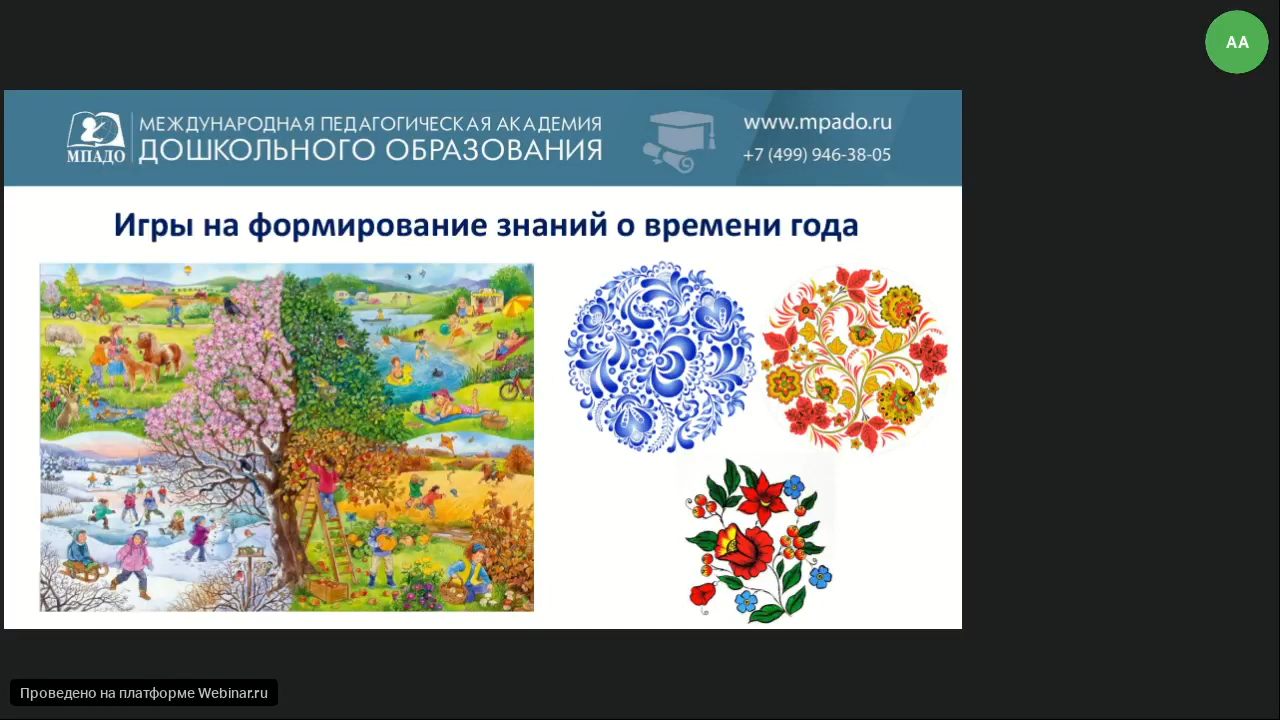 АА
МПАДО
МЕЖДУНАРОДНАЯ ПЕДАГОГИЧЕСКАЯ АКАДЕМИЯ
ДОШКОЛЬНОГО ОБРАЗОВАНИЯ
www.mpado.ru
+7 (499) 946-38-05
Игры на формирование знаний о времени года
Проведено на платформе Webinar.ru